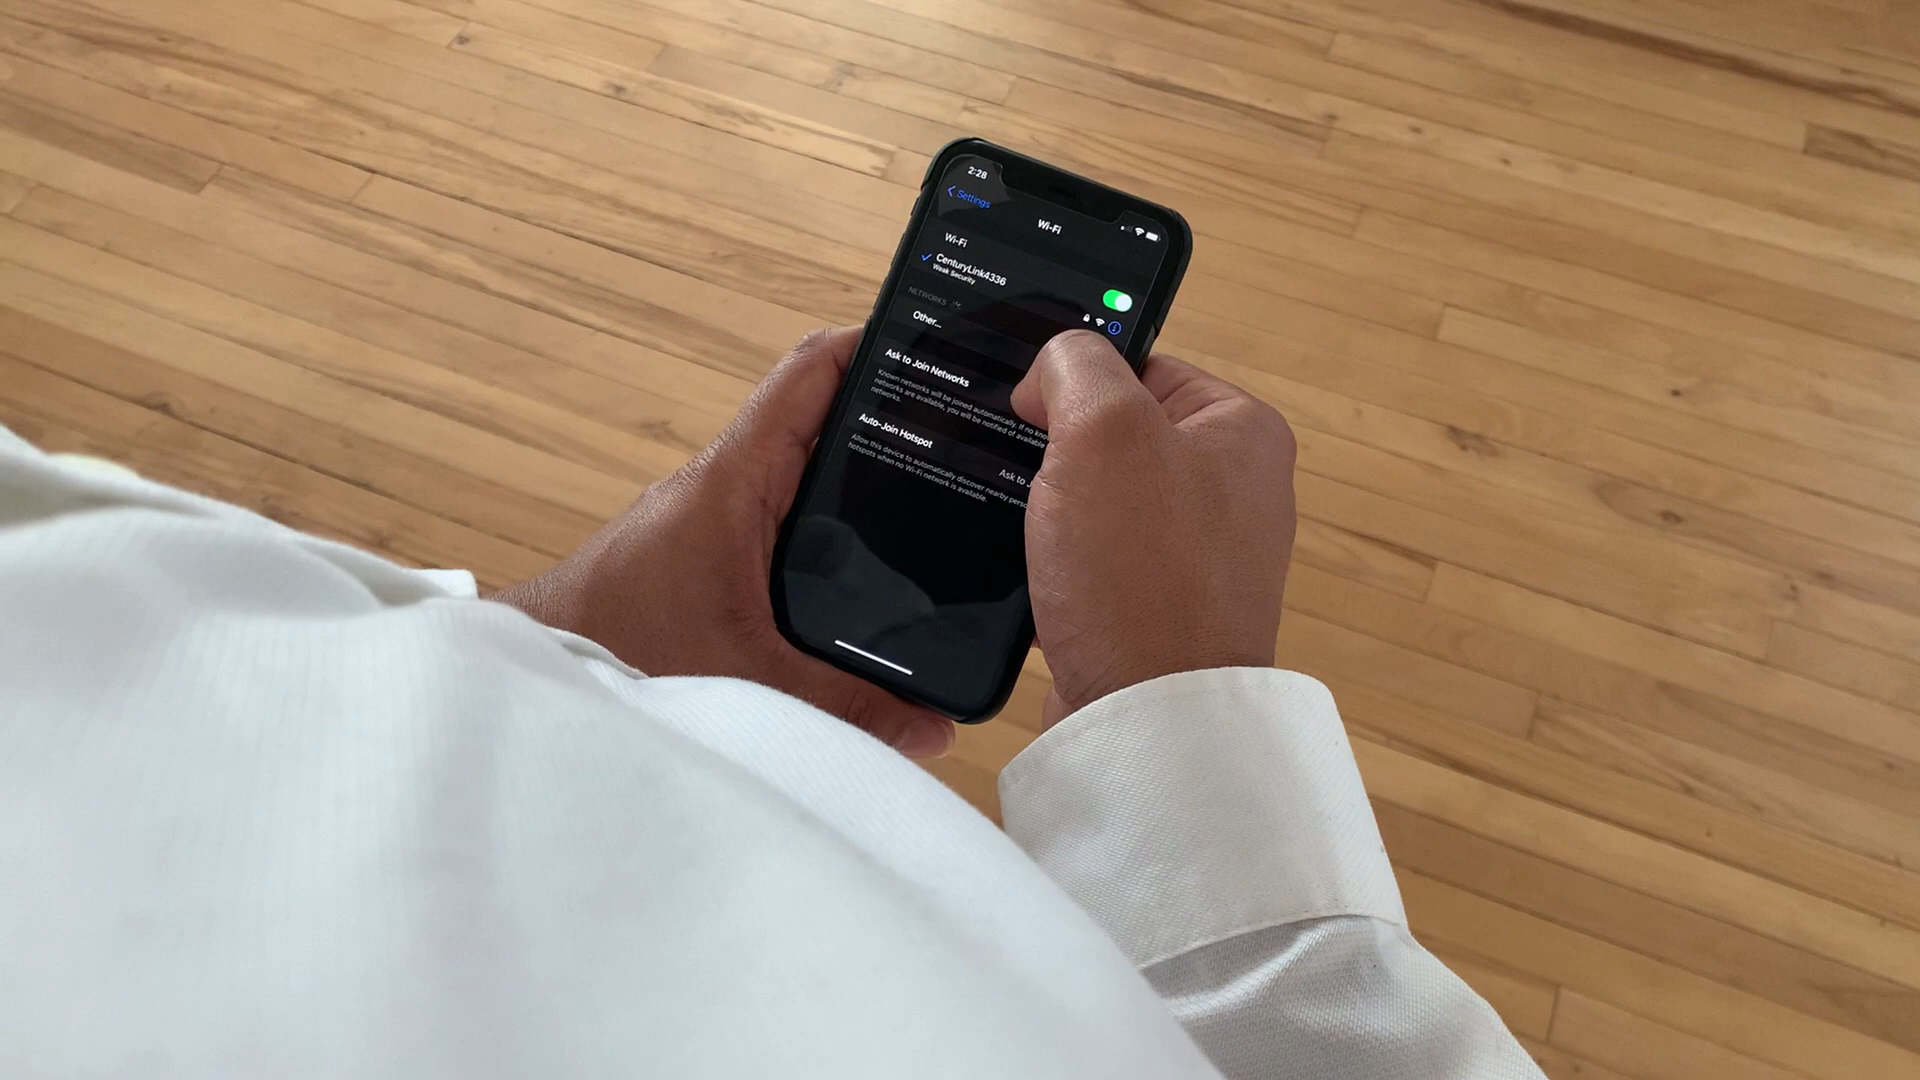 2:28
Settings
Wi-Fi
Wi-Fi
CenturyLink4336
Weak Security
NETWORKS
Other...
Ask to Join Networks
Known networks will be joined automatically. If no
networks are available, you will be notified of available
networks.
Auto-Join Hotspot
Ask to
Allow this device to automatically discover nearby
hotspots when no Wi-Fi network is available.